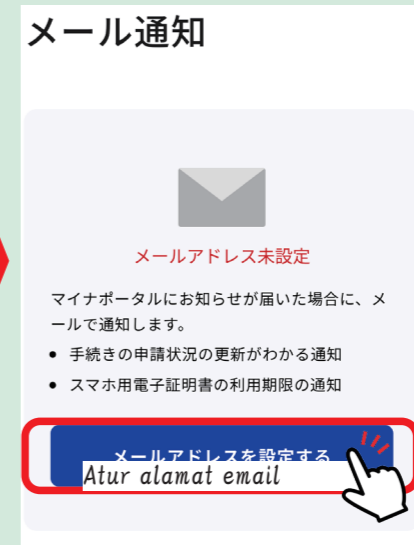 メール通知
メールアドレス未設定
マイナポータルにお知らせが届いた場合に、メ
ールで通知します。
• 手続きの申請状況の更新がわかる通知
• スマホ用電子証明書の利用期限の通知
メールアドレスを設定する
Atur alamat email